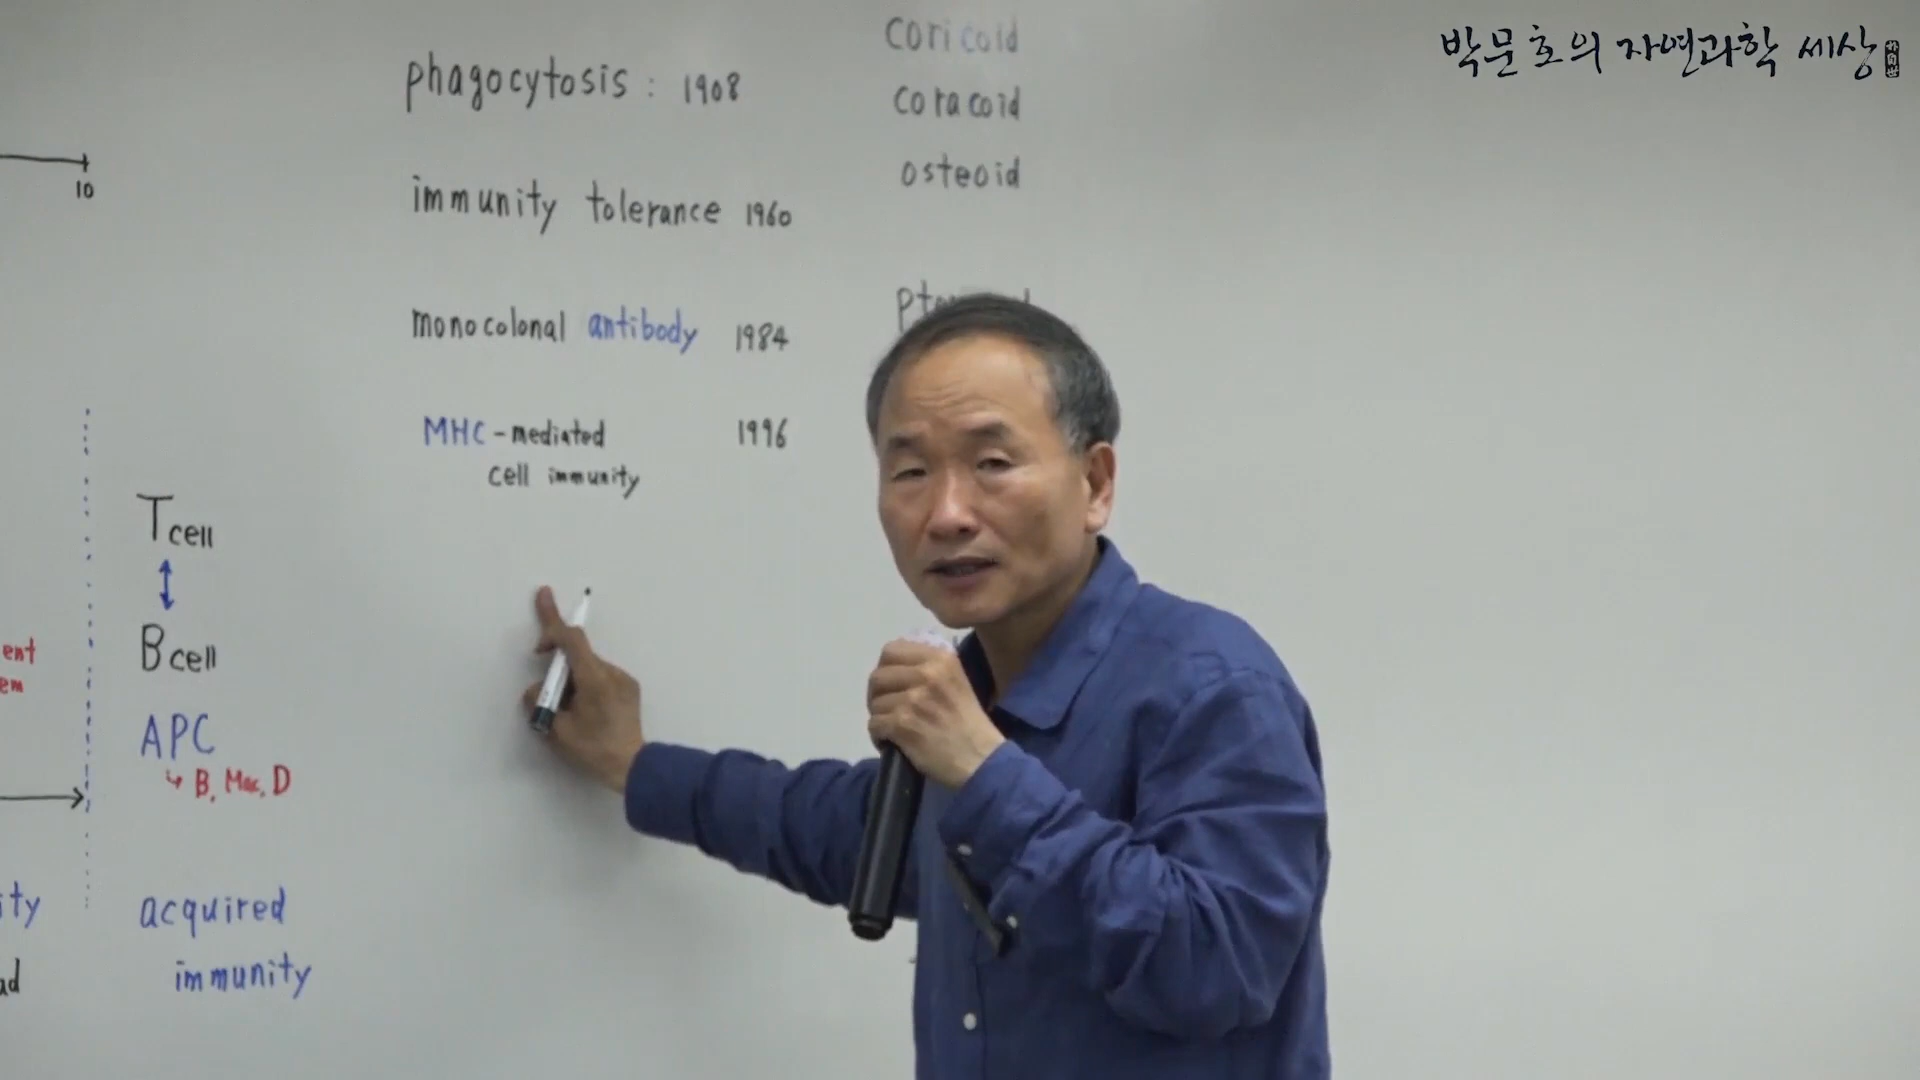 박문호의 자연과학 세상
coricoid
phagocytosis : 1908
coracoid
10
osteoid
immunity tolerance 1960
monocolonal antibody 1984
MHC-mediated 1996
cell immunity
T cell
B cell
ent
em
APC
↳ B, Mac, D
ity
acquired
ad
immunity